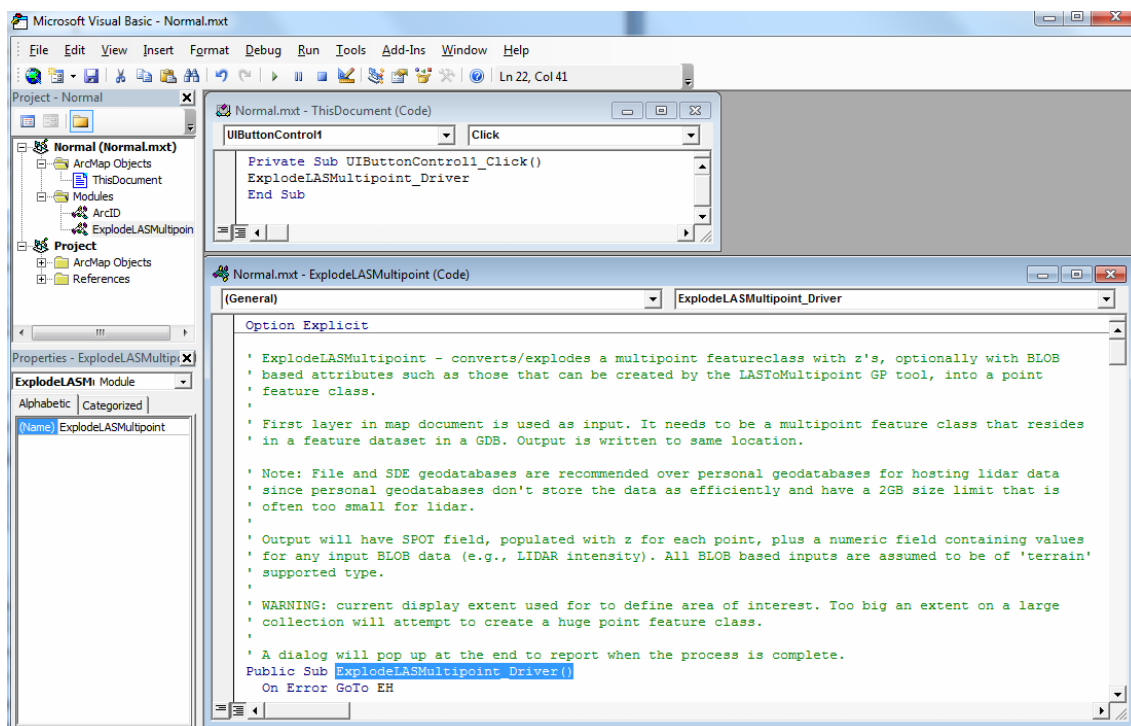 Microsoft Visual Basic - Normal.mxt
File Edit View Insert Format Debug Run Tools Add-Ins Window Help
Ln 22, Col 41
Project - Normal
Normal (Normal.mxt)
ArcMap Objects
ThisDocument
Modules
ArcID
ExplodeLASMultipoin
Project
ArcMap Objects
References
Properties - ExplodeLASMultip
ExplodeLASMu Module
Alphabetic Categorized
(Name) ExplodeLASMultipoint
Normal.mxt - ThisDocument (Code)
UIButtonControl1 Click
Private Sub UIButtonControl1_Click()
ExplodeLASMultipoint_Driver
End Sub
Normal.mxt - ExplodeLASMultipoint (Code)
(General) ExplodeLASMultipoint_Driver
Option Explicit
' ExplodeLASMultipoint - converts/explodes a multipoint featureclass with z's, optionally with BLOB
' based attributes such as those that can be created by the LASToMultipoint GP tool, into a point
' feature class.
'
' First layer in map document is used as input. It needs to be a multipoint feature class that resides
' in a feature dataset in a GDB. Output is written to same location.
' Note: File and SDE geodatabases are recommended over personal geodatabases for hosting lidar data
' since personal geodatabases don't store the data as efficiently and have a 2GB size limit that is
' often too small for lidar.
'
' Output will have SPOT field, populated with z for each point, plus a numeric field containing values
' for any input BLOB data (e.g., LIDAR intensity). All BLOB based inputs are assumed to be of 'terrain'
' supported type.
'
' WARNING: current display extent used for to define area of interest. Too big an extent on a large
' collection will attempt to create a huge point feature class.
'
' A dialog will pop up at the end to report when the process is complete.
Public Sub ExplodeLASMultipoint_Driver()
On Error GoTo EH